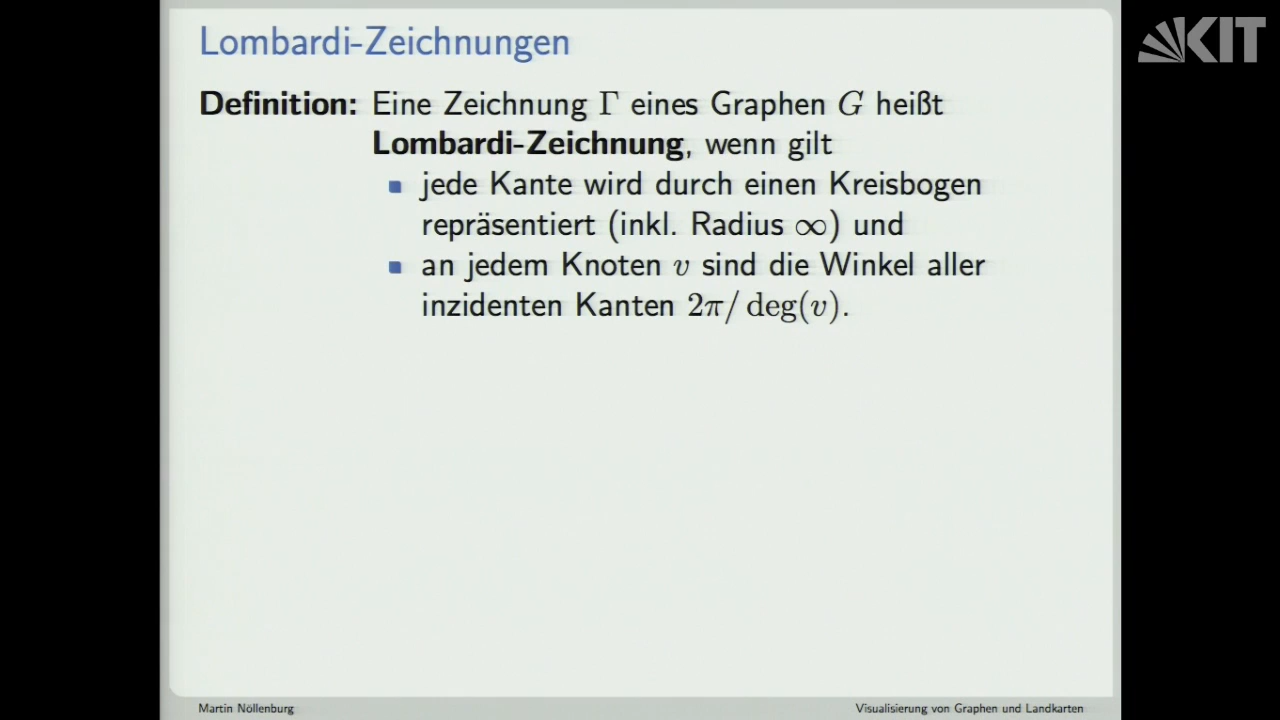 KIT
Lombardi-Zeichnungen
Definition: Eine Zeichnung Γ eines Graphen G heißt
Lombardi-Zeichnung, wenn gilt
jede Kante wird durch einen Kreisbogen
repräsentiert (inkl. Radius ∞) und
an jedem Knoten v sind die Winkel aller
inzidenten Kanten 2π/ deg(v).
Martin Nöllenburg
Visualisierung von Graphen und Landkarten